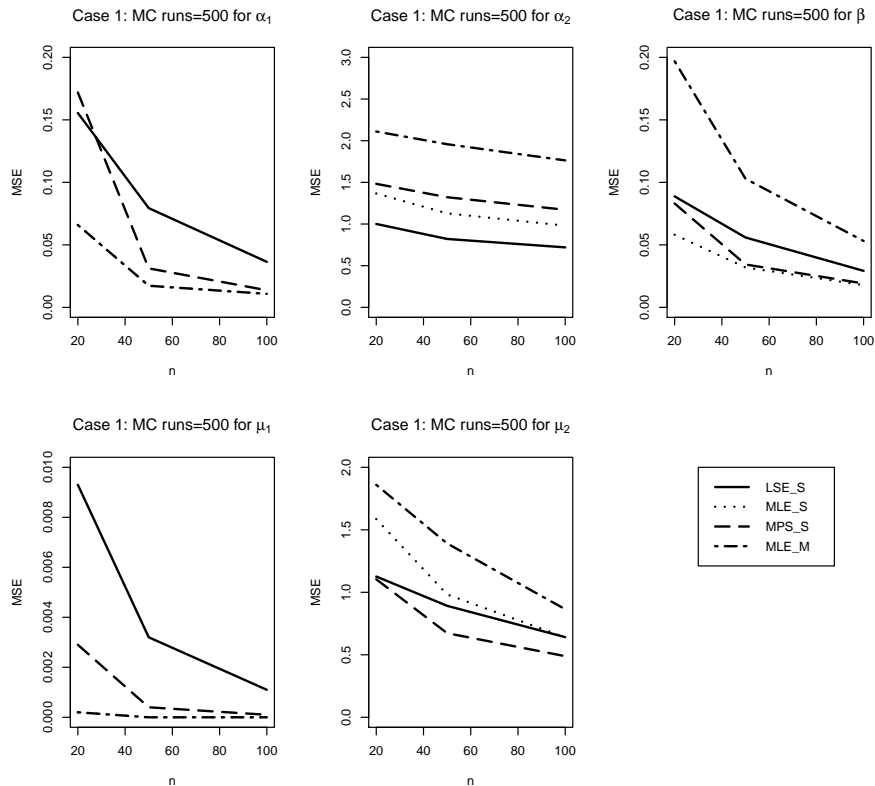 Case 1: MC runs=500 for α₁
MSE
0.00 0.05 0.10 0.15 0.20
20 40 60 80 100
n
Case 1: MC runs=500 for α₂
MSE
0.0 0.5 1.0 1.5 2.0 2.5 3.0
20 40 60 80 100
n
Case 1: MC runs=500 for β
MSE
0.00 0.05 0.10 0.15 0.20
20 40 60 80 100
n
Case 1: MC runs=500 for μ₁
MSE
0.000 0.002 0.004 0.006 0.008 0.010
20 40 60 80 100
n
Case 1: MC runs=500 for μ₂
MSE
0.0 0.5 1.0 1.5 2.0
20 40 60 80 100
n
LSE_S
MLE_S
MPS_S
MLE_M